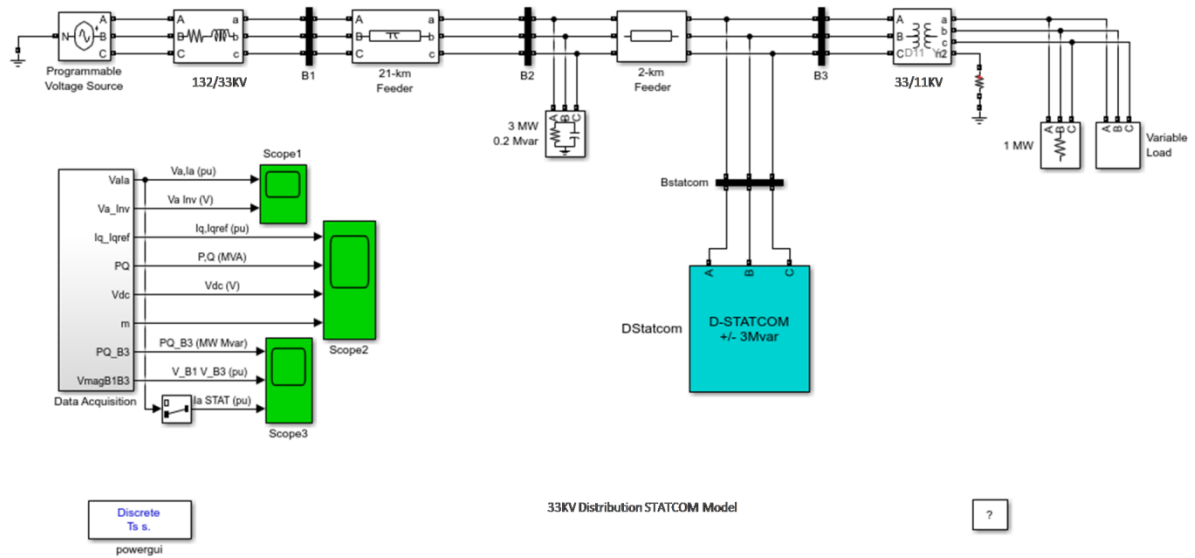 N
A
B
C
Programmable
Voltage Source
A
B
C
a
b
c
132/33KV
B1
A
B
C
a
b
c
21-km
Feeder
B2
A
B
C
3 MW
0.2 Mvar
2-km
Feeder
B3
A
B
C
a
b
c
n2
D11
33/11KV
A
B
C
1 MW
A
B
C
Variable
Load
Bstatcom
A
B
C
DStatcom
D-STATCOM
+/- 3Mvar
VaIa
Va_Inv
Iq_Iqref
PQ
Vdc
m
PQ_B3
VmagB1B3
Data Acquisition
Va,Ia (pu)
Va Inv (V)
Iq,Iqref (pu)
P,Q (MVA)
Vdc (V)
PQ_B3 (MW Mvar)
V_B1 V_B3 (pu)
Ia STAT (pu)
Scope1
Scope2
Scope3
Discrete
Ts s.
powergui
33KV Distribution STATCOM Model
?